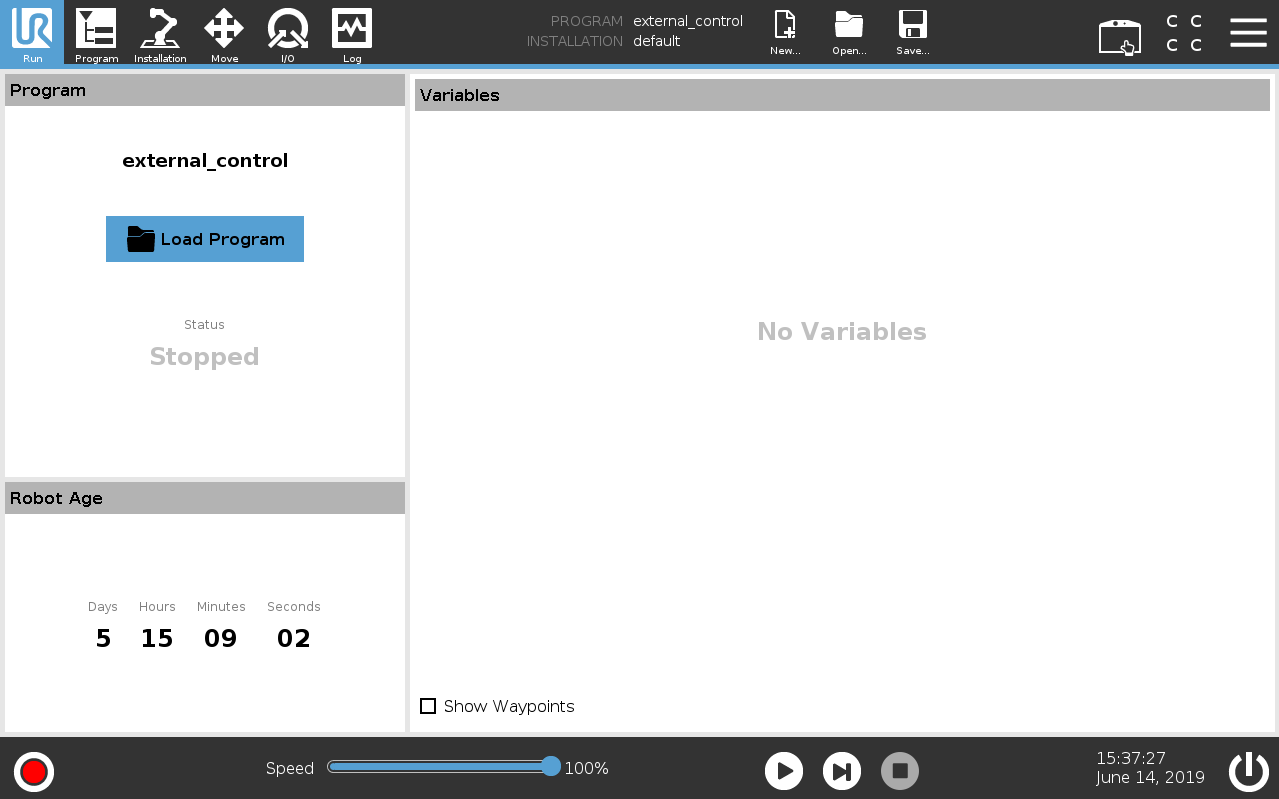 PROGRAM external_control
INSTALLATION default
Run Program Installation Move I/O Log New... Open... Save...
C C
C C
Program
external_control
Load Program
Status
Stopped
Robot Age
Days Hours Minutes Seconds
5 15 09 02
Variables
No Variables
Show Waypoints
Speed 100%
15:37:27
June 14, 2019